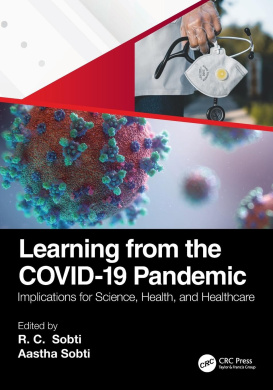 Learning from the
COVID-19 Pandemic
Implications for Science, Health, and Healthcare
Edited by
R. C. Sobti
Aastha Sobti
CRC
CRC Press
Taylor & Francis Group